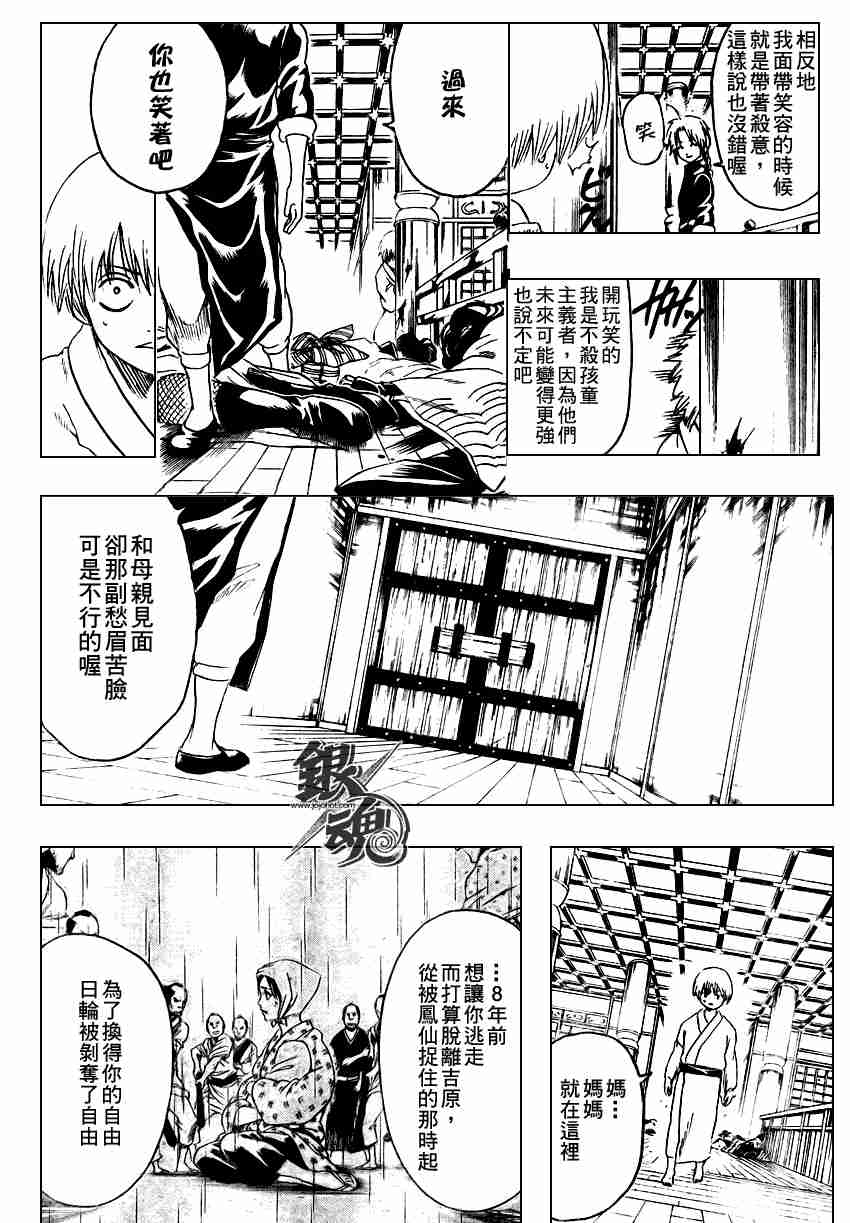 相反地
我面帶笑容的時候
就是帶著殺意，
這樣說也沒錯喔
笑
開玩笑的
我是不殺孩童
主義者，因為他們
未來可能變得更強
也說不定吧
過來
你也笑著吧
和母親見面
卻那副愁眉苦臉
可是不行的喔
銀魂
www.jojohot.com
媽…
媽媽
就在這裡
…8年前
想讓你逃走
而打算脫離吉原，
從被鳳仙捉住的那時起
為了換得你的自由
日輪被剝奪了自由